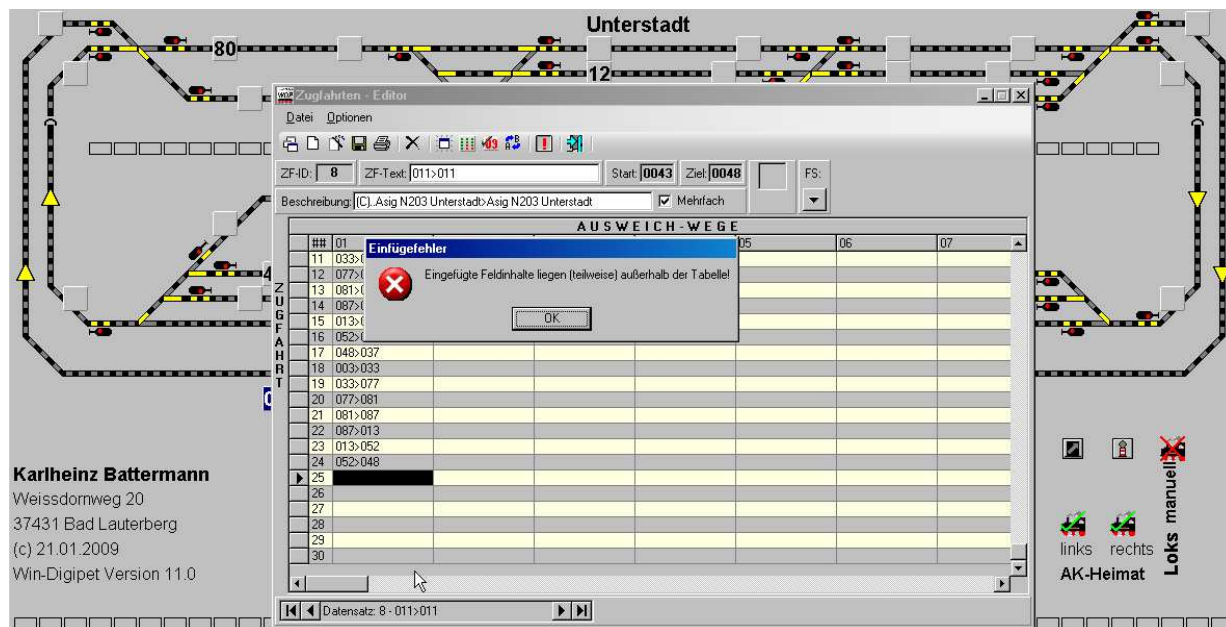 Unterstadt
80
12
Zugfahrten - Editor
Datei Optionen
ZF-ID: 8 ZF-Text: 011>011 Start: 0043 Ziel: 0048 FS:
Beschreibung: (C)..Asig N203 Unterstadt>Asig N203 Unterstadt Mehrfach
AUSWEICH-WEGE
ZUGFAHRT
## 01 05 06 07
11 033>
12 077>
13 081>
14 087>
15 013>
16 052>
17 048>037
18 003>033
19 033>077
20 077>081
21 081>087
22 087>013
23 013>052
24 052>048
25
26
27
28
29
30
Einfügefehler
Eingefügte Feldinhalte liegen (teilweise) außerhalb der Tabelle!
OK
Datensatz: 8 - 011>011
Karlheinz Battermann
Weissdornweg 20
37431 Bad Lauterberg
(c) 21.01.2009
Win-Digipet Version 11.0
links rechts
AK-Heimat
Loks manuell